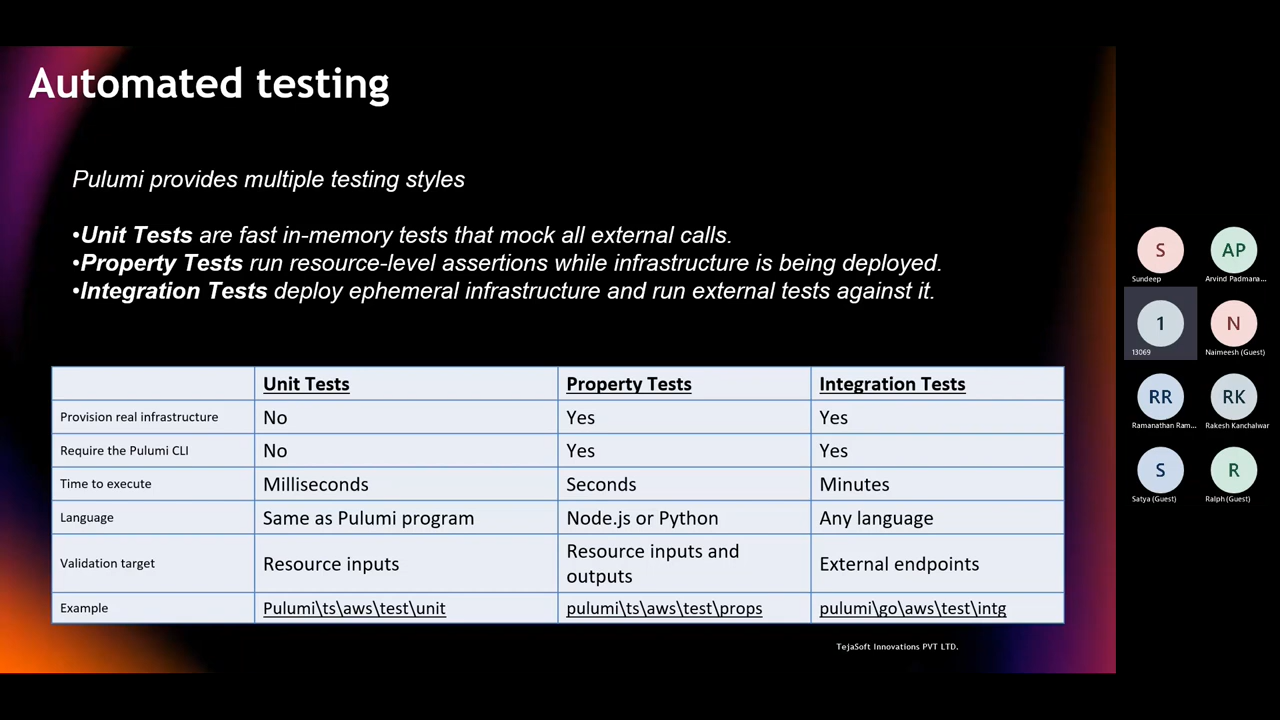 Automated testing
Pulumi provides multiple testing styles
•Unit Tests are fast in-memory tests that mock all external calls.
•Property Tests run resource-level assertions while infrastructure is being deployed.
•Integration Tests deploy ephemeral infrastructure and run external tests against it.
Unit Tests Property Tests Integration Tests
Provision real infrastructure No Yes Yes
Require the Pulumi CLI No Yes Yes
Time to execute Milliseconds Seconds Minutes
Language Same as Pulumi program Node.js or Python Any language
Validation target Resource inputs Resource inputs and outputs External endpoints
Example Pulumi\ts\aws\test\unit pulumi\ts\aws\test\props pulumi\go\aws\test\intg
TejaSoft Innovations PVT LTD.
S AP
Sundeep Arvind Padmana...
1 N
13069 Naimeesh (Guest)
RR RK
Ramanathan Ram... Rakesh Kanchalwar
S R
Satya (Guest) Ralph (Guest)